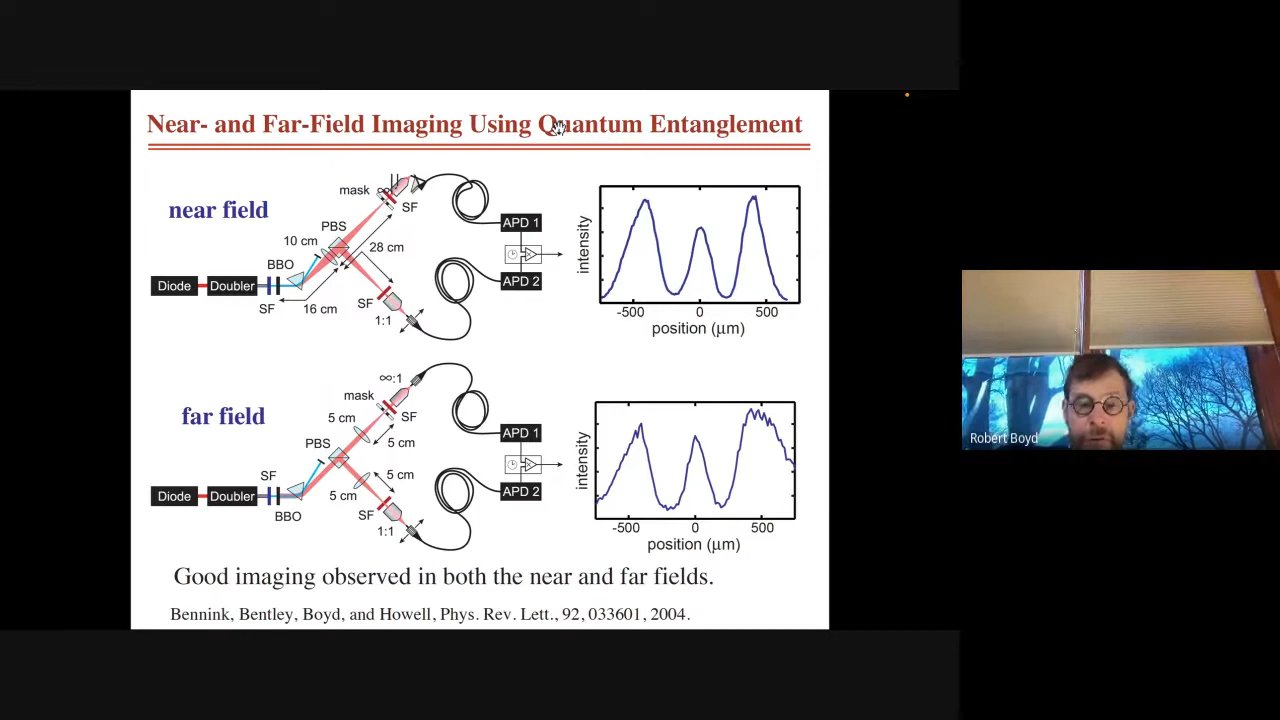 Near- and Far-Field Imaging Using Quantum Entanglement
near field
mask
∞
SF
PBS
10 cm
28 cm
BBO
Diode
Doubler
SF
16 cm
SF
1:1
APD 1
APD 2
intensity
-500
0
500
position (μm)
far field
∞:1
mask
SF
5 cm
5 cm
PBS
SF
5 cm
5 cm
Diode
Doubler
BBO
SF
1:1
APD 1
APD 2
intensity
-500
0
500
position (μm)
Good imaging observed in both the near and far fields.
Bennink, Bentley, Boyd, and Howell, Phys. Rev. Lett., 92, 033601, 2004.
Robert Boyd